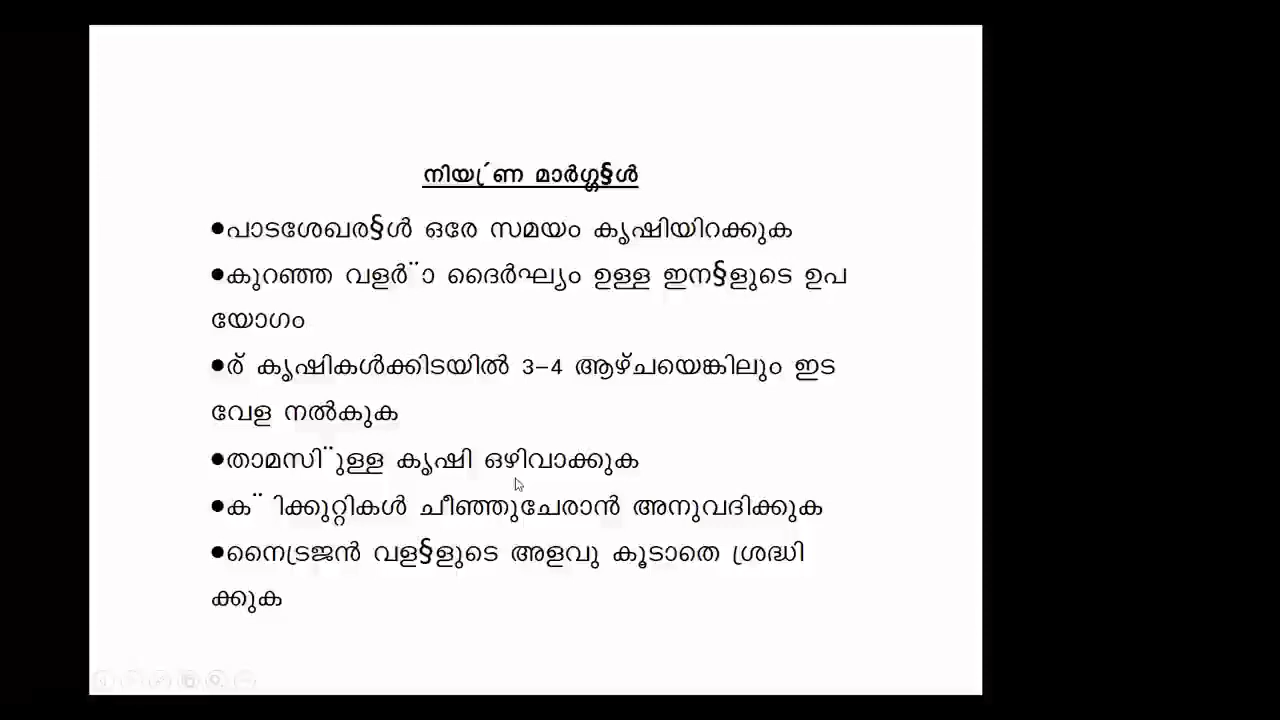 നിയ്ര´ണ മാർഗ്ഗ§ൾ
●പാടശേഖര§ൾ ഒരേ സമയം കൃഷിയിറക്കുക
●കുറഞ്ഞ വളർ¨ാ ദൈർഘ്യം ഉള്ള ഇന§ളുടെ ഉപ
യോഗം
●ര് കൃഷികൾക്കിടയിൽ 3-4 ആഴ്ചയെങ്കിലും ഇട
വേള നൽകുക
●താമസി¨ുള്ള കൃഷി ഒഴിവാക്കുക
●ക¨ിക്കുറ്റികൾ ചീഞ്ഞുചേരാൻ അനുവദിക്കുക
●നൈട്രജൻ വള§ളുടെ അളവു കൂടാതെ ശ്രദ്ധി
ക്കുക